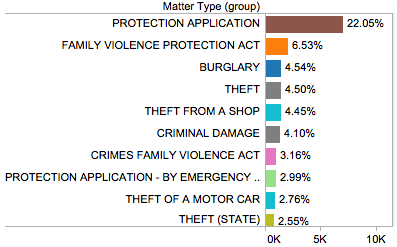 Matter Type (group)
PROTECTION APPLICATION 22.05%
FAMILY VIOLENCE PROTECTION ACT 6.53%
BURGLARY 4.54%
THEFT 4.50%
THEFT FROM A SHOP 4.45%
CRIMINAL DAMAGE 4.10%
CRIMES FAMILY VIOLENCE ACT 3.16%
PROTECTION APPLICATION - BY EMERGENCY .. 2.99%
THEFT OF A MOTOR CAR 2.76%
THEFT (STATE) 2.55%
0K 5K 10K